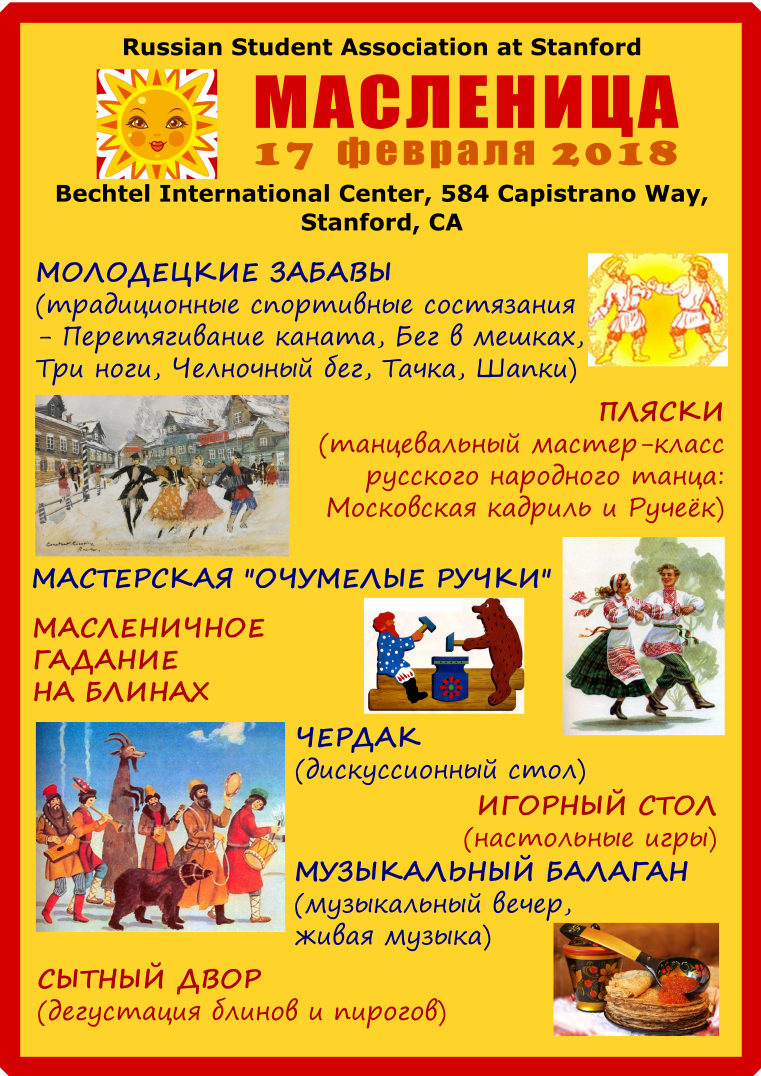 Russian Student Association at Stanford
МАСЛЕНИЦА
17 февраля 2018
Bechtel International Center, 584 Capistrano Way,
Stanford, CA
МОЛОДЕЦКИЕ ЗАБАВЫ
(традиционные спортивные состязания
- Перетягивание каната, Бег в мешках,
Три ноги, Челночный бег, Тачка, Шапки)
ПЛЯСКИ
(танцевальный мастер-класс
русского народного танца:
Московская кадриль и Ручеёк)
МАСТЕРСКАЯ "ОЧУМЕЛЫЕ РУЧКИ"
МАСЛЕНИЧНОЕ
ГАДАНИЕ
НА БЛИНАХ
ЧЕРДАК
(дискуссионный стол)
ИГОРНЫЙ СТОЛ
(настольные игры)
МУЗЫКАЛЬНЫЙ БАЛАГАН
(музыкальный вечер,
живая музыка)
СЫТНЫЙ ДВОР
(дегустация блинов и пирогов)